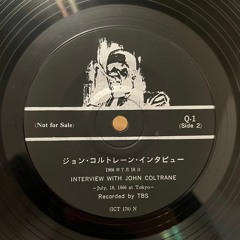 (Not for Sale)
Q-1
(Side 2)
ジョン・コルトレーン・インタビュー
1966年7月18日
INTERVIEW WITH JOHN COLTRANE
~July, 18, 1966 at Tokyo~
Recorded by TBS
(ICT 170) N